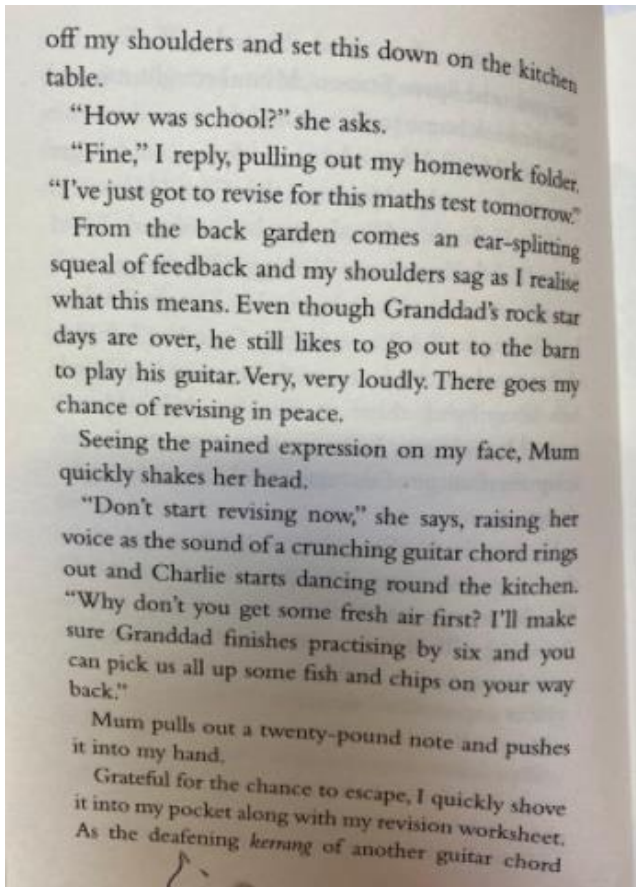 off my shoulders and set this down on the kitchen
table.
“How was school?” she asks.
“Fine,” I reply, pulling out my homework folder.
“I’ve just got to revise for this maths test tomorrow.”
From the back garden comes an ear-splitting
squeal of feedback and my shoulders sag as I realise
what this means. Even though Granddad’s rock star
days are over, he still likes to go out to the barn
to play his guitar. Very, very loudly. There goes my
chance of revising in peace.
Seeing the pained expression on my face, Mum
quickly shakes her head.
“Don’t start revising now,” she says, raising her
voice as the sound of a crunching guitar chord rings
out and Charlie starts dancing round the kitchen.
“Why don’t you get some fresh air first? I’ll make
sure Granddad finishes practising by six and you
can pick us all up some fish and chips on your way
back.”
Mum pulls out a twenty-pound note and pushes
it into my hand.
Grateful for the chance to escape, I quickly shove
it into my pocket along with my revision worksheet.
As the deafening kerrang of another guitar chord